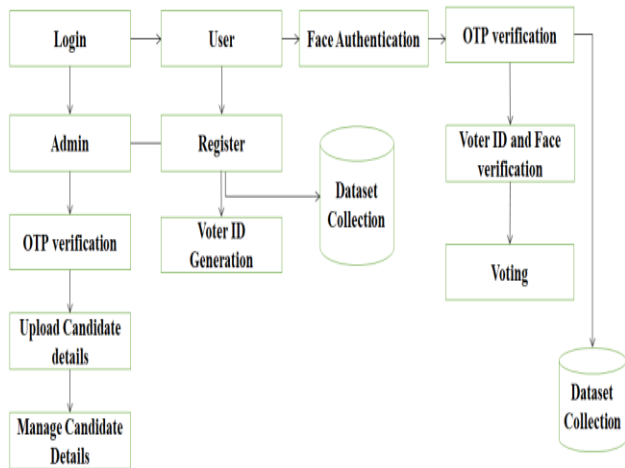 Login
User
Face Authentication
OTP verification
Admin
Register
Dataset
Collection
Voter ID and Face
verification
OTP verification
Voter ID
Generation
Voting
Upload Candidate
details
Manage Candidate
Details
Dataset
Collection